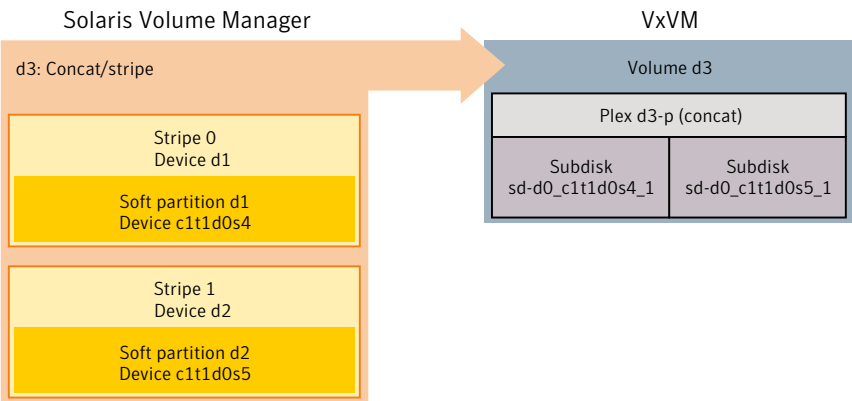 Solaris Volume Manager
VxVM
d3: Concat/stripe
Volume d3
Stripe 0
Device d1
Soft partition d1
Device c1t1d0s4
Stripe 1
Device d2
Soft partition d2
Device c1t1d0s5
Plex d3-p (concat)
Subdisk
sd-d0_c1t1d0s4_1
Subdisk
sd-d0_c1t1d0s5_1